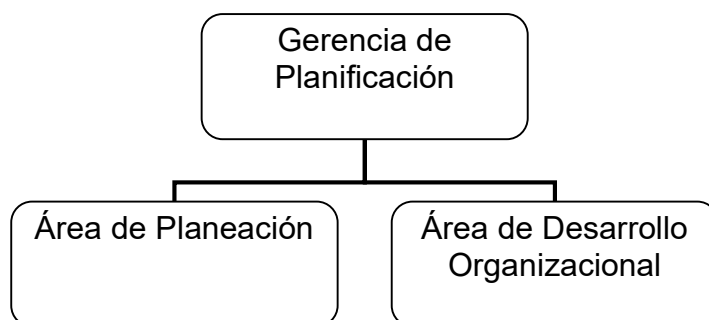 Gerencia de
Planificación
Área de Planeación
Área de Desarrollo
Organizacional